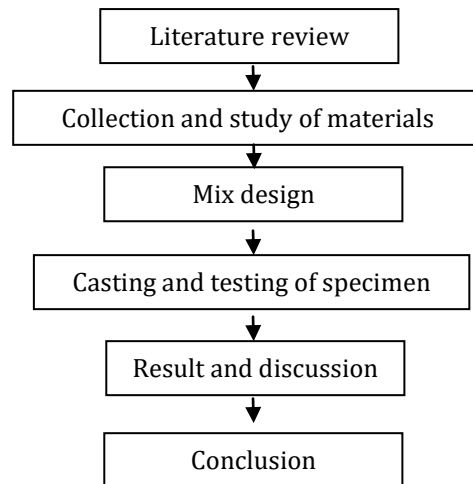 Literature review
Collection and study of materials
Mix design
Casting and testing of specimen
Result and discussion
Conclusion